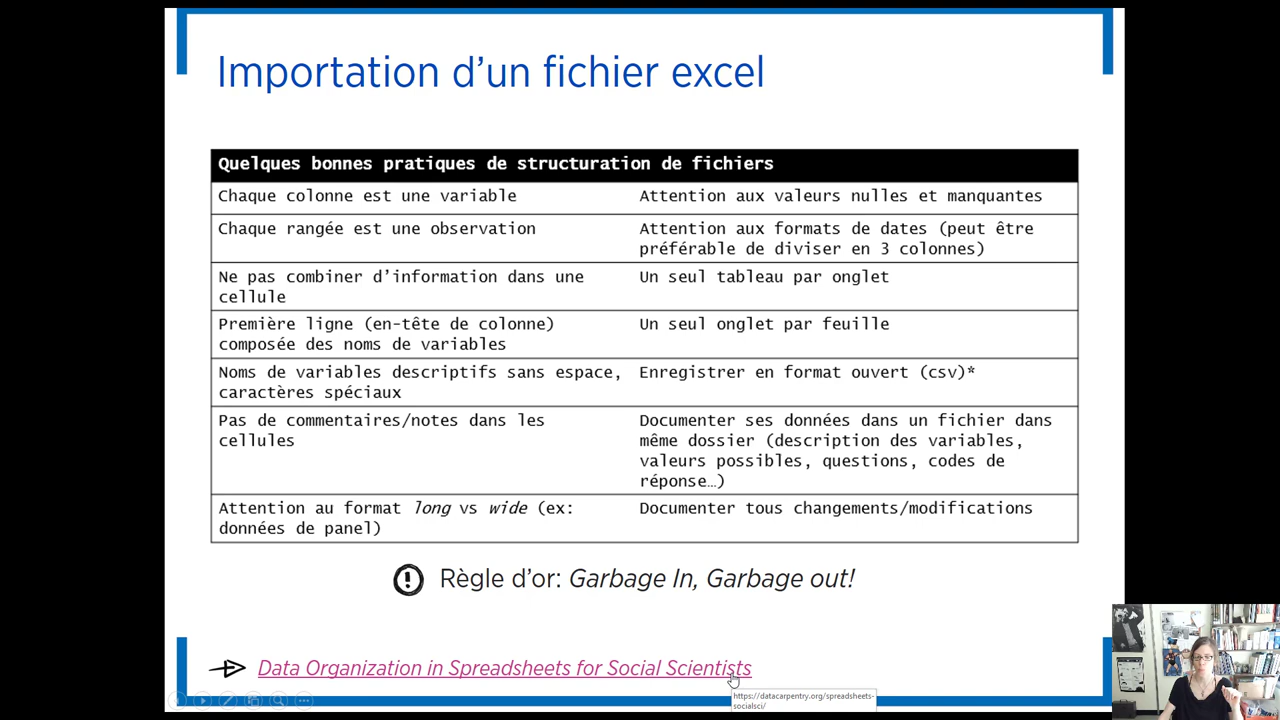 Importation d'un fichier excel
Quelques bonnes pratiques de structuration de fichiers
Chaque colonne est une variable
Attention aux valeurs nulles et manquantes
Chaque rangée est une observation
Attention aux formats de dates (peut être
préférable de diviser en 3 colonnes)
Ne pas combiner d'information dans une
cellule
Un seul tableau par onglet
Première ligne (en-tête de colonne)
composée des noms de variables
Un seul onglet par feuille
Noms de variables descriptifs sans espace,
caractères spéciaux
Enregistrer en format ouvert (csv)*
Pas de commentaires/notes dans les
cellules
Documenter ses données dans un fichier dans
même dossier (description des variables,
valeurs possibles, questions, codes de
réponse…)
Attention au format long vs wide (ex:
données de panel)
Documenter tous changements/modifications
Règle d'or: Garbage In, Garbage out!
Data Organization in Spreadsheets for Social Scientists
https://datacarpentry.org/spreadsheets-
socialsci/